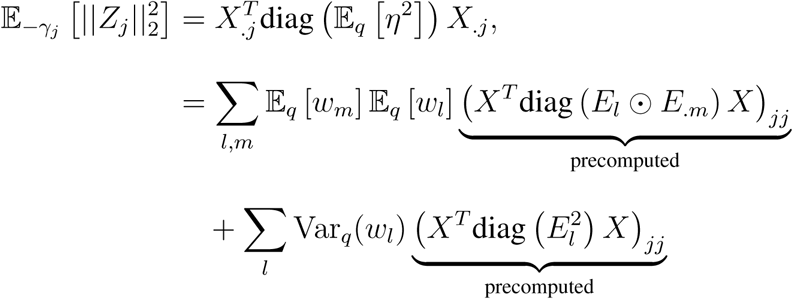 𝔼_{-γ_j} [||Z_j||_2^2] = X_{.j}^T diag (𝔼_q [η^2]) X_{.j},
= ∑_{l,m} 𝔼_q [w_m] 𝔼_q [w_l] (X^T diag (E_l ⊙ E_{.m}) X)_{jj}
precomputed
+ ∑_l Var_q(w_l) (X^T diag (E_l^2) X)_{jj}
precomputed